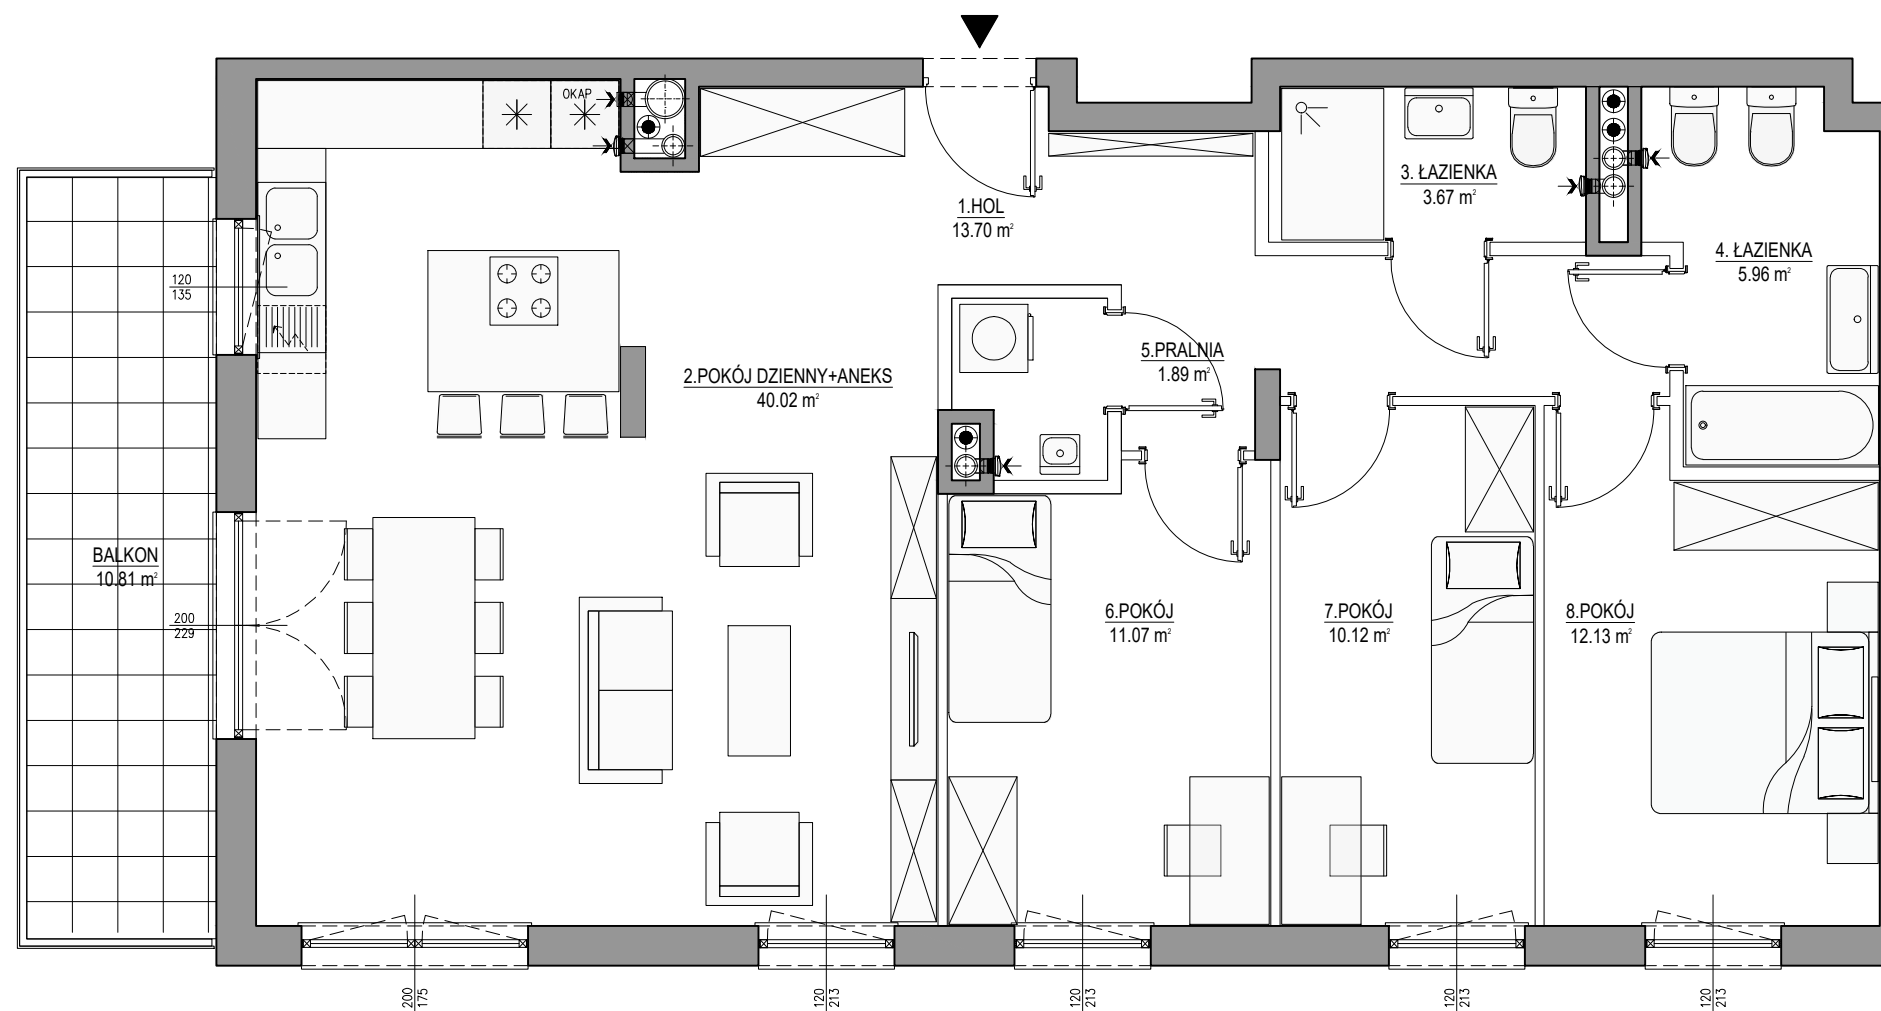 OKAP
1.HOL
13.70 m²
3. ŁAZIENKA
3.67 m²
4. ŁAZIENKA
5.96 m²
120
135
5.PRALNIA
1.89 m²
2.POKÓJ DZIENNY+ANEKS
40.02 m²
BALKON
10.81 m²
200
229
6.POKÓJ
11.07 m²
7.POKÓJ
10.12 m²
8.POKÓJ
12.13 m²
200
175
120
213
120
213
120
213
120
213